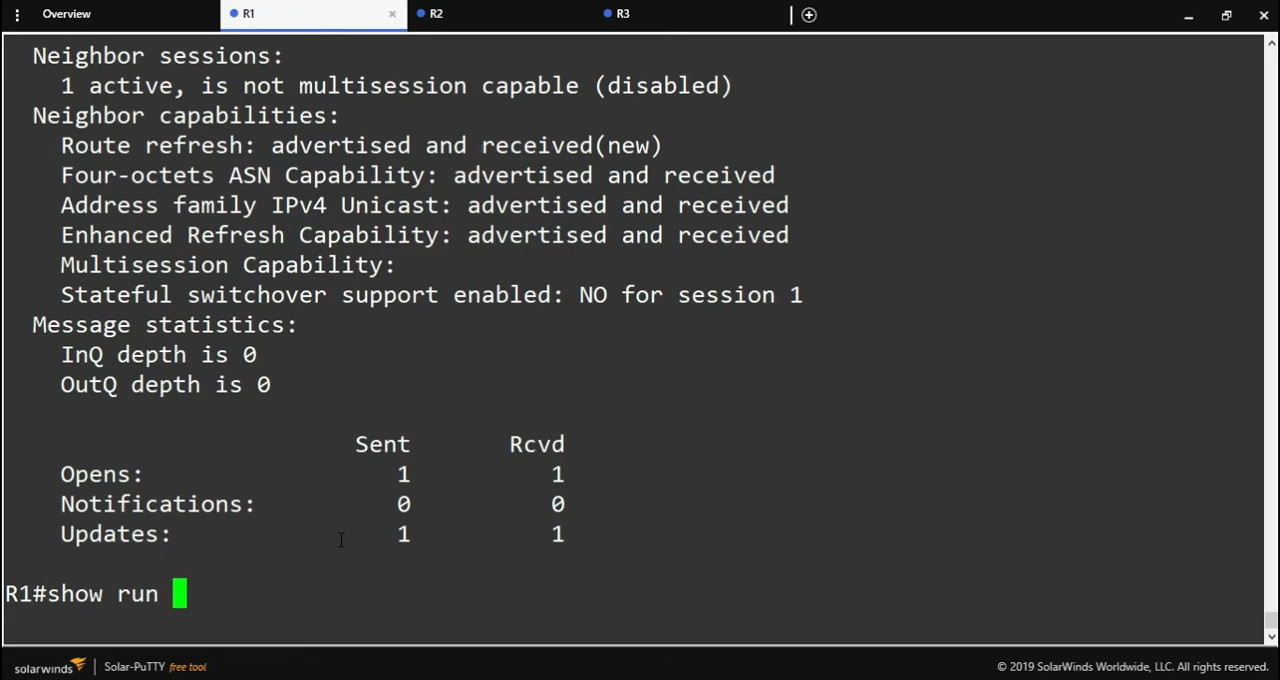 Overview
R1
R2
R3
Neighbor sessions:
1 active, is not multisession capable (disabled)
Neighbor capabilities:
Route refresh: advertised and received(new)
Four-octets ASN Capability: advertised and received
Address family IPv4 Unicast: advertised and received
Enhanced Refresh Capability: advertised and received
Multisession Capability:
Stateful switchover support enabled: NO for session 1
Message statistics:
InQ depth is 0
OutQ depth is 0
Sent Rcvd
Opens: 1 1
Notifications: 0 0
Updates: 1 1
R1#show run
solarwinds Solar-PuTTY free tool
© 2019 SolarWinds Worldwide, LLC. All rights reserved.